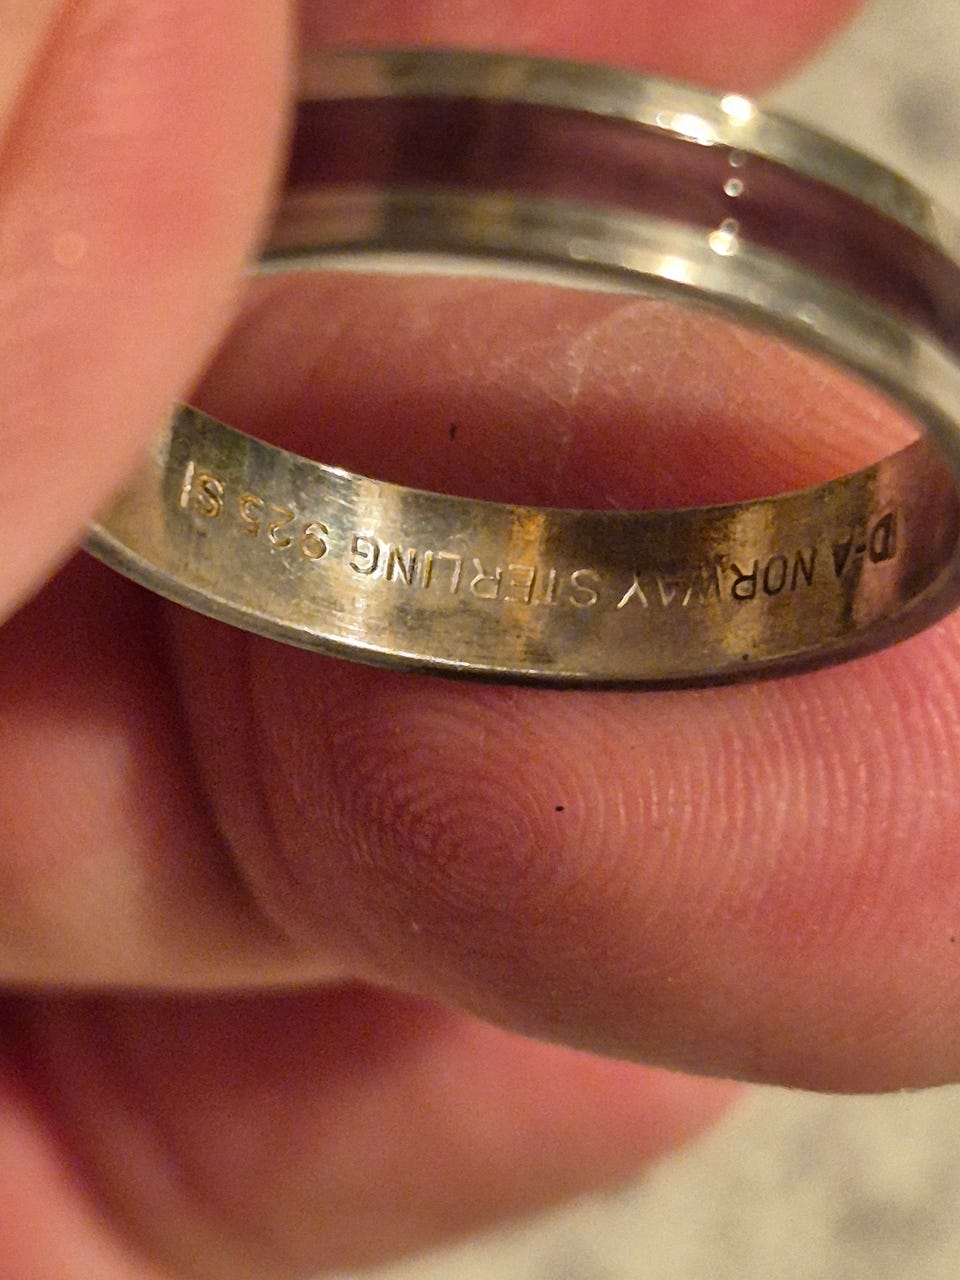 D-A NORWAY STERLING 925 S